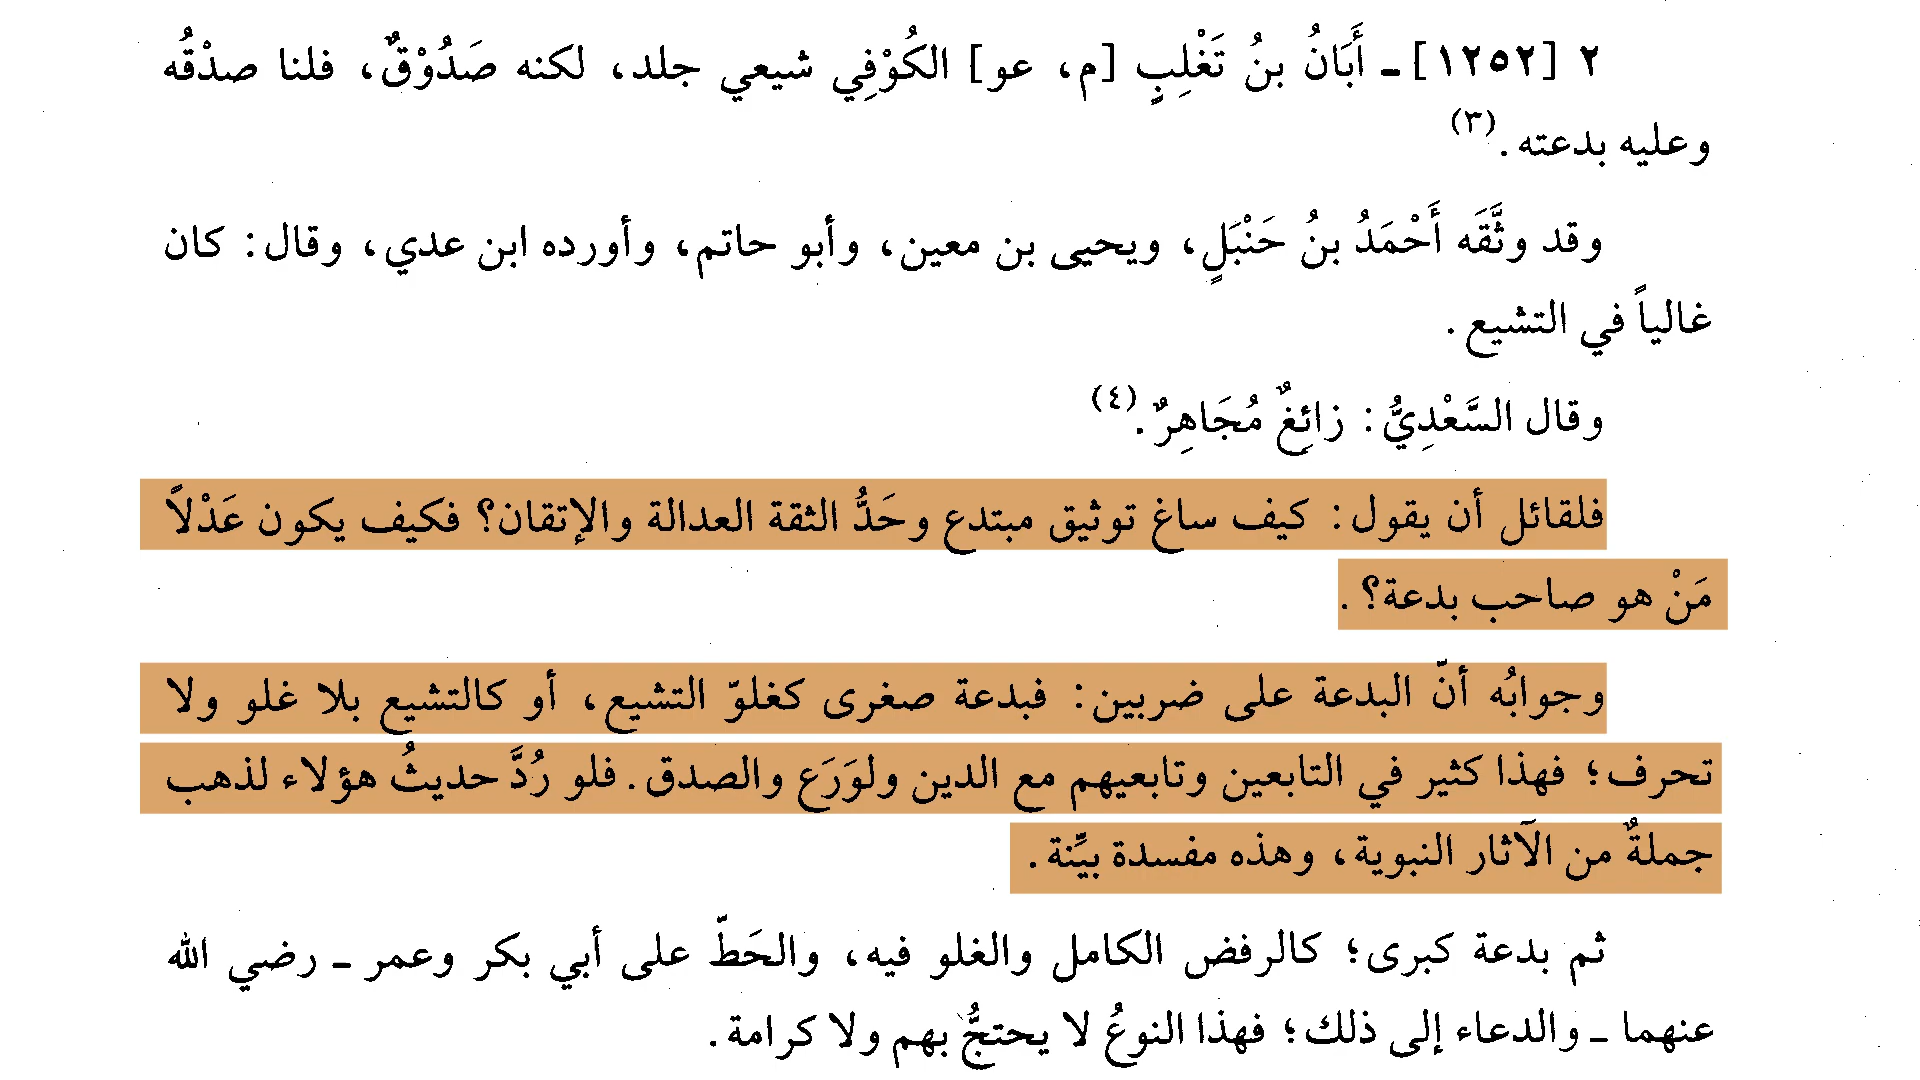 ٢ [١٢٥٢] ـ أَبَانُ بنُ تَغْلِبٍ [م، عو] الكُوْفِي شيعي جلد، لكنه صَدُوْقٌ، فلنا صدْقُه
وعليه بدعته.(٣)
وقد وثَّقَه أَحْمَدُ بنُ حَنْبَلٍ، ويحيى بن معين، وأبو حاتم، وأورده ابن عدي، وقال: كان
غالياً في التشيع.
وقال السَّعْدِيُّ: زائِغٌ مُجَاهِرٌ.(٤)
فلقائل أن يقول: كيف ساغ توثيق مبتدع وحَدُّ الثقة العدالة والإتقان؟ فكيف يكون عَدْلاً
مَنْ هو صاحب بدعة؟.
وجوابُه أنّ البدعة على ضربين: فبدعة صغرى كغلوّ التشيع، أو كالتشيع بلا غلو ولا
تحرف؛ فهذا كثير في التابعين وتابعيهم مع الدين ولوَرَع والصدق. فلو رُدَّ حديثُ هؤلاء لذهب
جملةٌ من الآثار النبوية، وهذه مفسدة بيِّنة.
ثم بدعة كبرى؛ كالرفض الكامل والغلو فيه، والحَطّ على أبي بكر وعمر ـ رضي الله
عنهما ـ والدعاء إلى ذلك؛ فهذا النوعُ لا يحتجُّ بهم ولا كرامة.